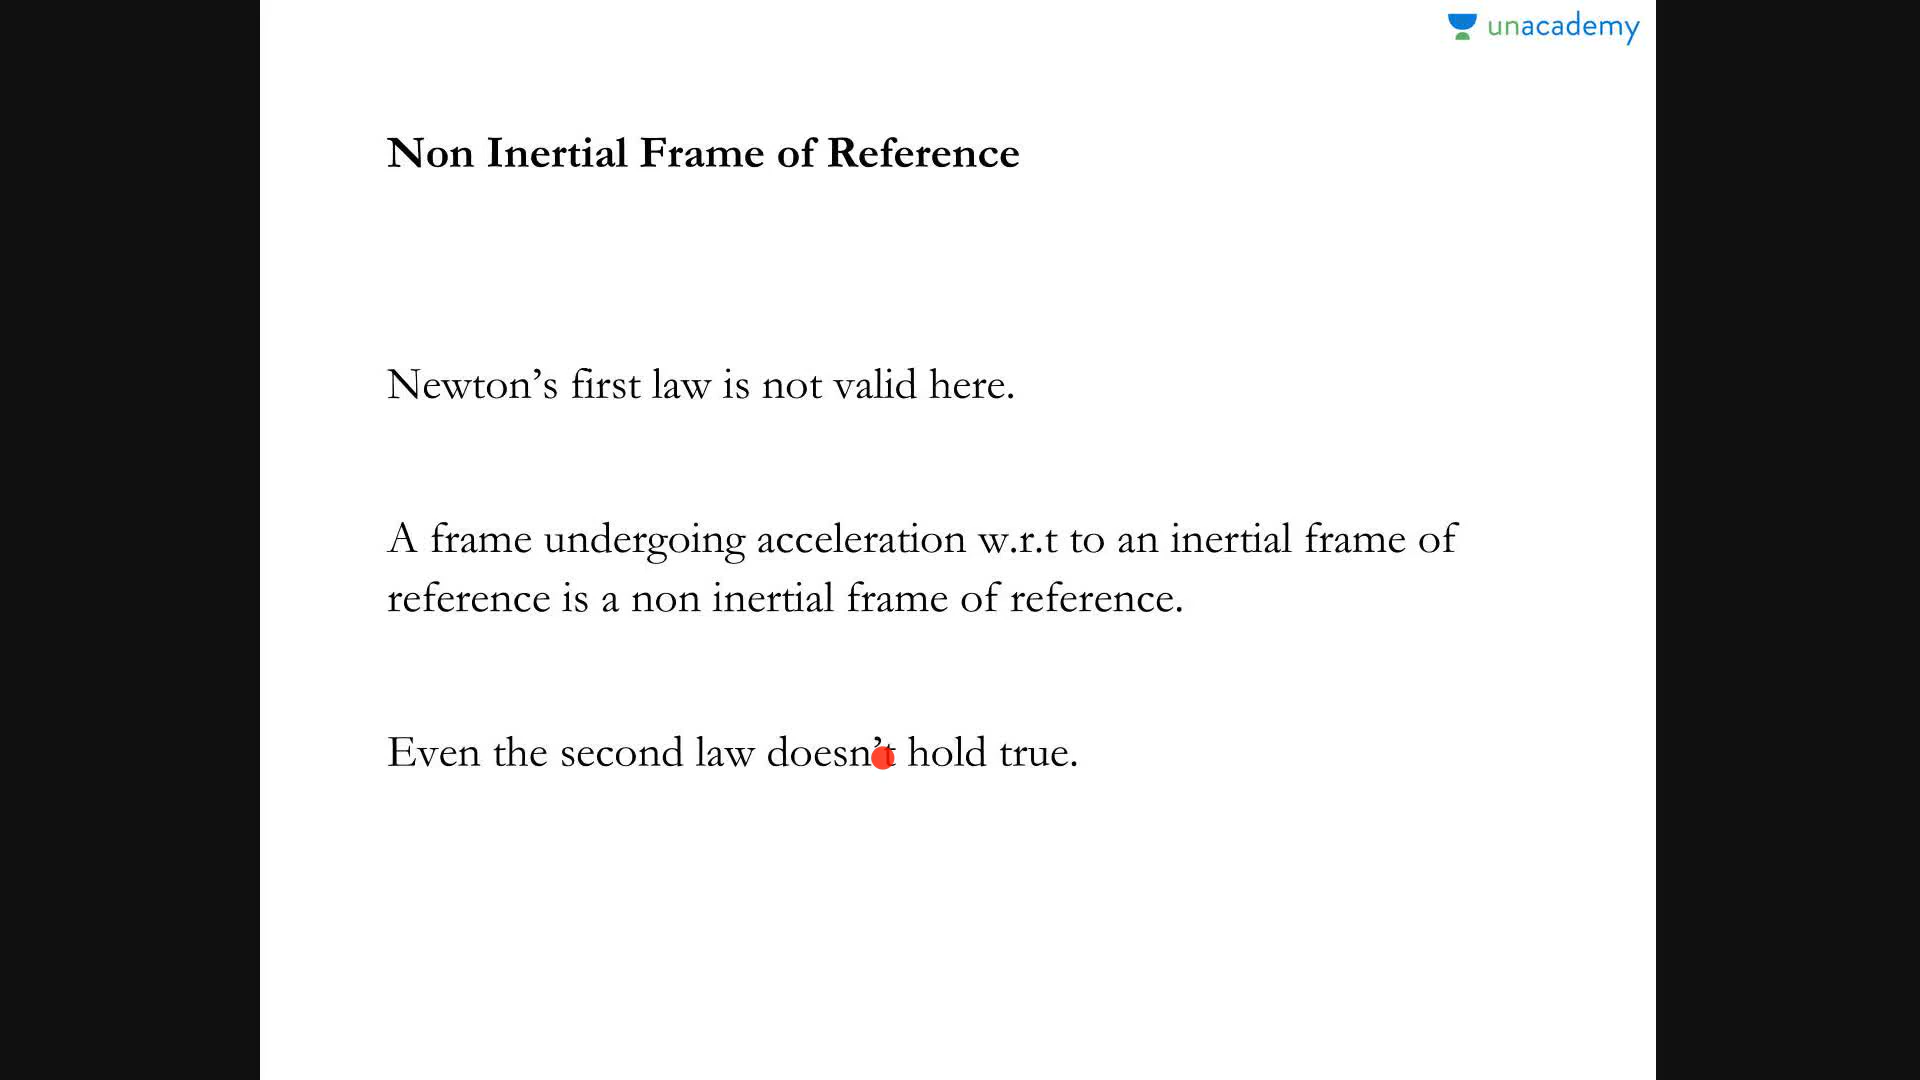 unacademy
Non Inertial Frame of Reference
Newton’s first law is not valid here.
A frame undergoing acceleration w.r.t to an inertial frame of
reference is a non inertial frame of reference.
Even the second law doesn’t hold true.